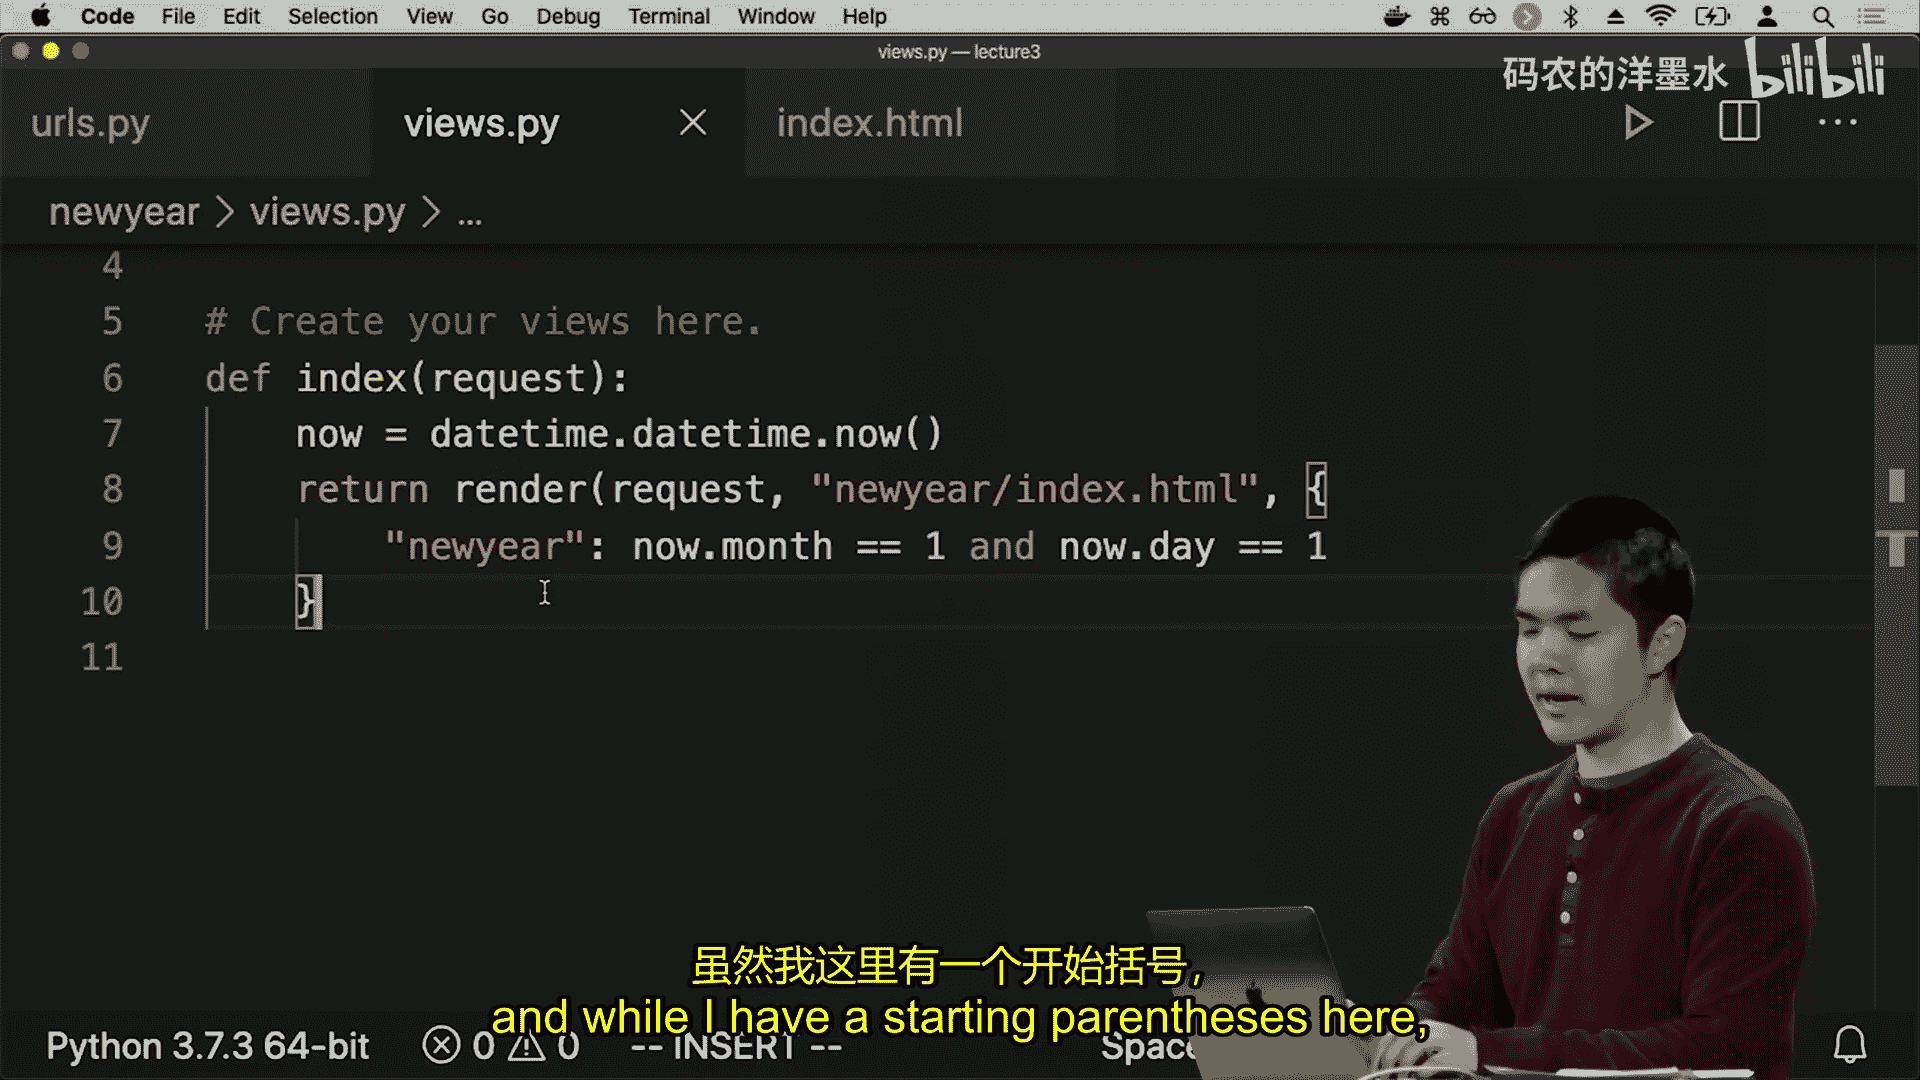 Code File Edit Selection View Go Debug Terminal Window Help
views.py — lecture3
码农的洋墨水 bilibili
urls.py views.py index.html
newyear > views.py > ...
4
5 # Create your views here.
6 def index(request):
7 now = datetime.datetime.now()
8 return render(request, "newyear/index.html", {
9 "newyear": now.month == 1 and now.day == 1
10 }
11
虽然我这里有一个开始括号，
and while I have a starting parentheses here,
Python 3.7.3 64-bit 0 0 -- INSERT --